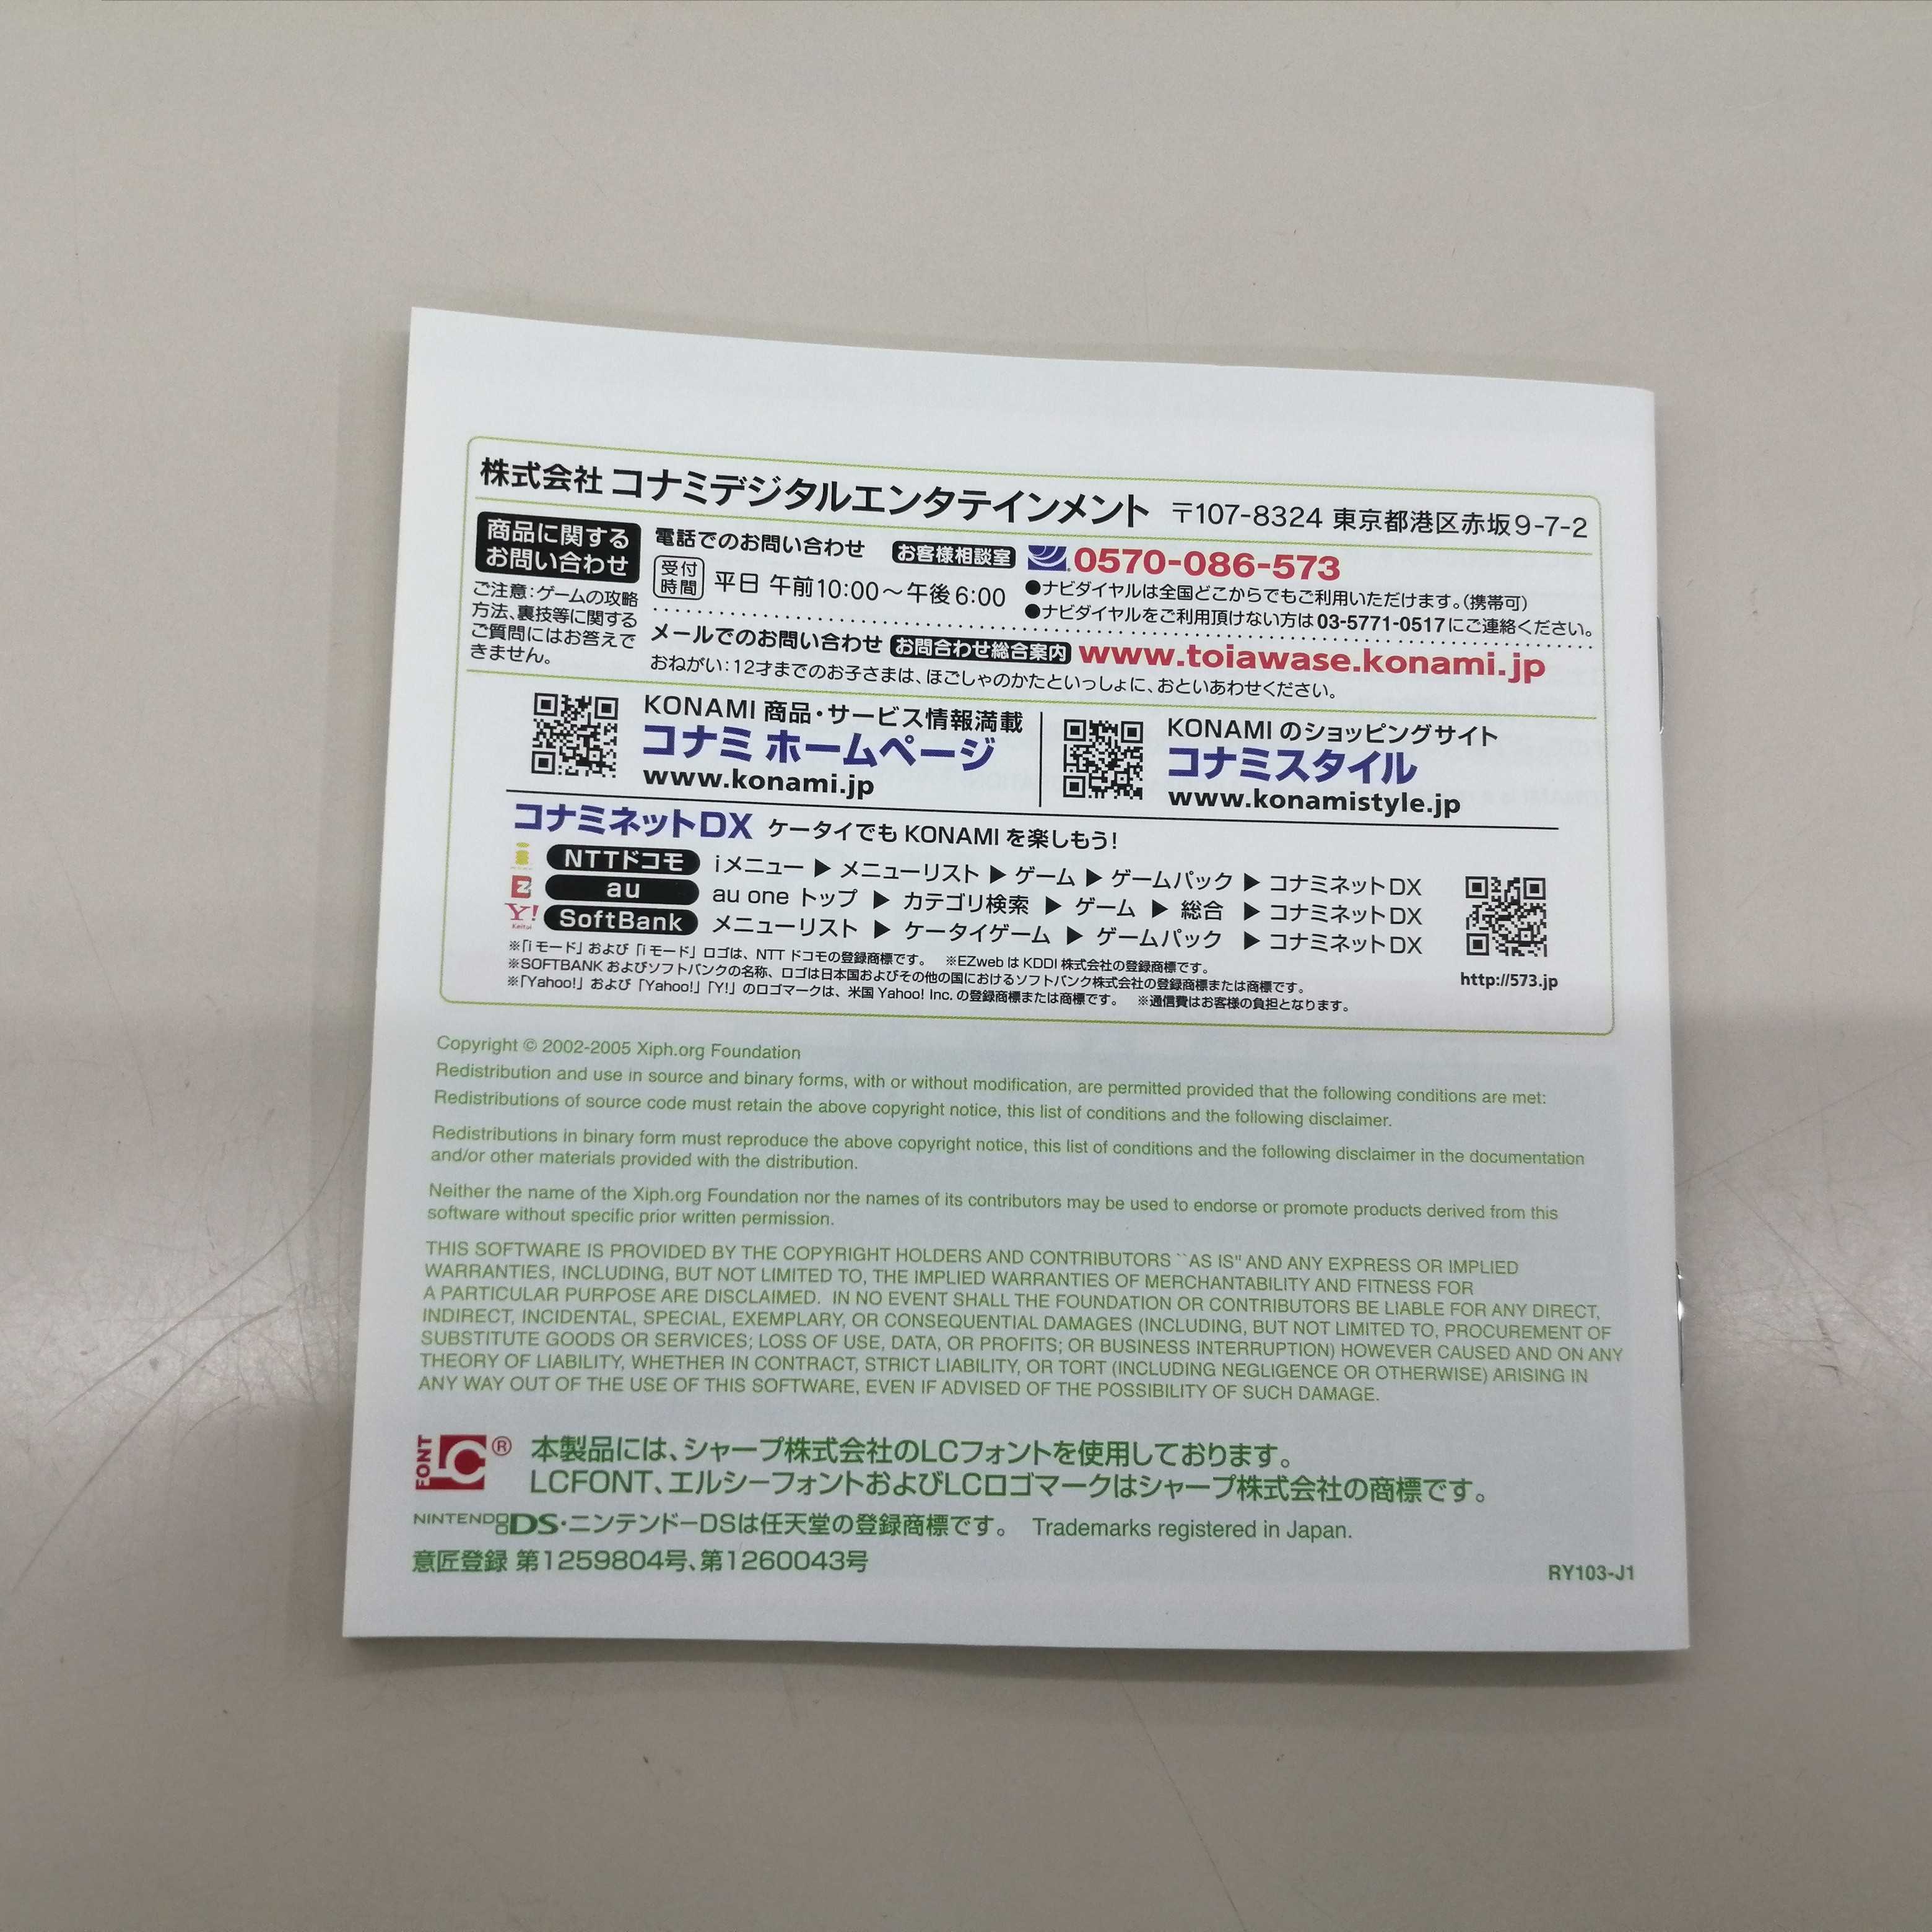 株式会社 コナミデジタルエンタテインメント 〒107-8324 東京都港区赤坂9-7-2
商品に関する
お問い合わせ
ご注意：ゲームの攻略
方法、裏技等に関する
ご質問にはお答えで
きません。
電話でのお問い合わせ お客様相談室 0570-086-573
受付
時間
平日 午前10:00～午後6:00
●ナビダイヤルは全国どこからでもご利用いただけます。(携帯可)
●ナビダイヤルをご利用頂けない方は03-5771-0517にご連絡ください。
メールでのお問い合わせ お問合わせ総合案内 www.toiawase.konami.jp
おねがい：12才までのお子さまは、ほごしゃのかたといっしょに、おといあわせください。
KONAMI 商品・サービス情報満載
コナミ ホームページ
www.konami.jp
KONAMI のショッピングサイト
コナミスタイル
www.konamistyle.jp
コナミネットDX ケータイでも KONAMI を楽しもう！
NTTドコモ iメニュー ▶ メニューリスト ▶ ゲーム ▶ ゲームパック ▶ コナミネットDX
au au one トップ ▶ カテゴリ検索 ▶ ゲーム ▶ 総合 ▶ コナミネットDX
Y! SoftBank メニューリスト ▶ ケータイゲーム ▶ ゲームパック ▶ コナミネットDX
※「i モード」および「i モード」ロゴは、NTT ドコモの登録商標です。 ※EZweb は KDDI 株式会社の登録商標です。
※SOFTBANK およびソフトバンクの名称、ロゴは日本国およびその他の国におけるソフトバンク株式会社の登録商標または商標です。
※「Yahoo!」および「Yahoo!」「Y!」のロゴマークは、米国 Yahoo! Inc. の登録商標または商標です。 ※通信費はお客様の負担となります。
http://573.jp
Copyright © 2002-2005 Xiph.org Foundation
Redistribution and use in source and binary forms, with or without modification, are permitted provided that the following conditions are met:
Redistributions of source code must retain the above copyright notice, this list of conditions and the following disclaimer.
Redistributions in binary form must reproduce the above copyright notice, this list of conditions and the following disclaimer in the documentation
and/or other materials provided with the distribution.
Neither the name of the Xiph.org Foundation nor the names of its contributors may be used to endorse or promote products derived from this
software without specific prior written permission.
THIS SOFTWARE IS PROVIDED BY THE COPYRIGHT HOLDERS AND CONTRIBUTORS ``AS IS" AND ANY EXPRESS OR IMPLIED
WARRANTIES, INCLUDING, BUT NOT LIMITED TO, THE IMPLIED WARRANTIES OF MERCHANTABILITY AND FITNESS FOR
A PARTICULAR PURPOSE ARE DISCLAIMED. IN NO EVENT SHALL THE FOUNDATION OR CONTRIBUTORS BE LIABLE FOR ANY DIRECT,
INDIRECT, INCIDENTAL, SPECIAL, EXEMPLARY, OR CONSEQUENTIAL DAMAGES (INCLUDING, BUT NOT LIMITED TO, PROCUREMENT OF
SUBSTITUTE GOODS OR SERVICES; LOSS OF USE, DATA, OR PROFITS; OR BUSINESS INTERRUPTION) HOWEVER CAUSED AND ON ANY
THEORY OF LIABILITY, WHETHER IN CONTRACT, STRICT LIABILITY, OR TORT (INCLUDING NEGLIGENCE OR OTHERWISE) ARISING IN
ANY WAY OUT OF THE USE OF THIS SOFTWARE, EVEN IF ADVISED OF THE POSSIBILITY OF SUCH DAMAGE.
LC FONT ® 本製品には、シャープ株式会社のLCフォントを使用しております。
LCFONT、エルシーフォントおよびLCロゴマークはシャープ株式会社の商標です。
NINTENDO DS・ニンテンドーDSは任天堂の登録商標です。 Trademarks registered in Japan.
意匠登録 第1259804号、第1260043号
RY103-J1